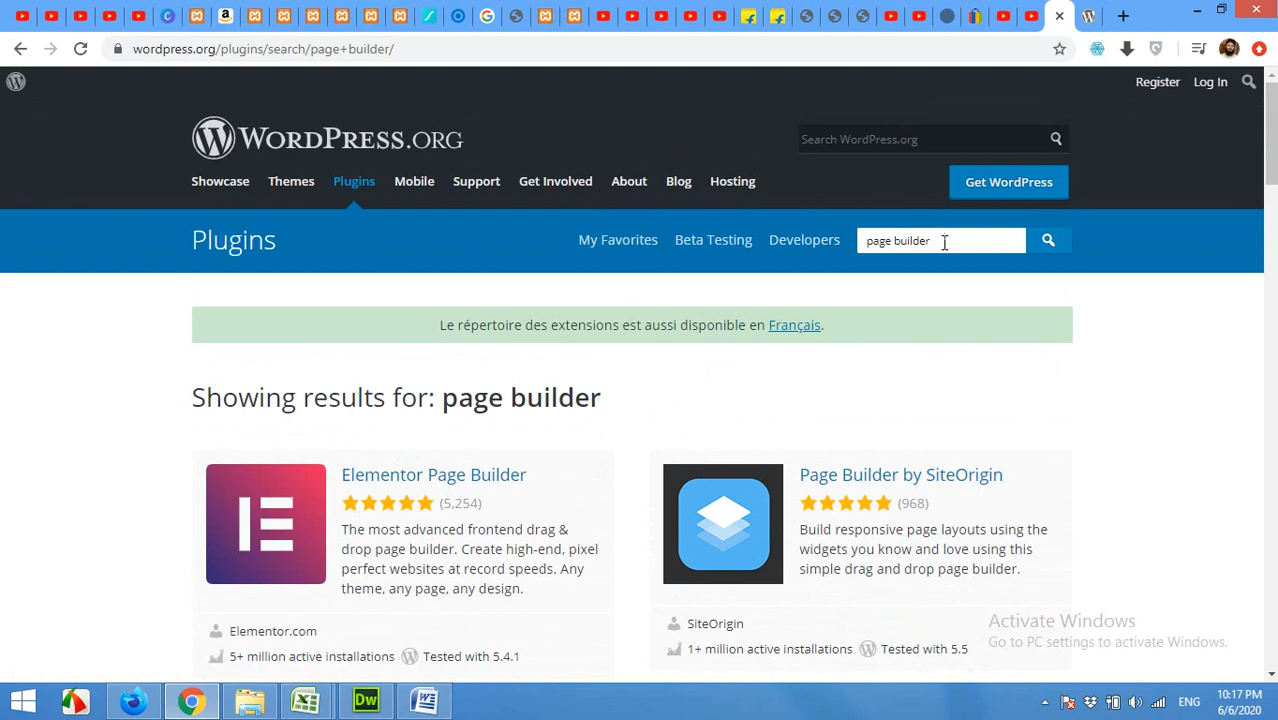 wordpress.org/plugins/search/page+builder/
Register Log In
WORDPRESS.ORG
Search WordPress.org
Showcase Themes Plugins Mobile Support Get Involved About Blog Hosting
Get WordPress
Plugins
My Favorites Beta Testing Developers
page builder
Le répertoire des extensions est aussi disponible en Français.
Showing results for: page builder
Elementor Page Builder
(5,254)
The most advanced frontend drag &
drop page builder. Create high-end, pixel
perfect websites at record speeds. Any
theme, any page, any design.
Elementor.com
5+ million active installations
Tested with 5.4.1
Page Builder by SiteOrigin
(968)
Build responsive page layouts using the
widgets you know and love using this
simple drag and drop page builder.
SiteOrigin
1+ million active installations
Tested with 5.5
Activate Windows
Go to PC settings to activate Windows.
Dw
ENG
10:17 PM
6/6/2020